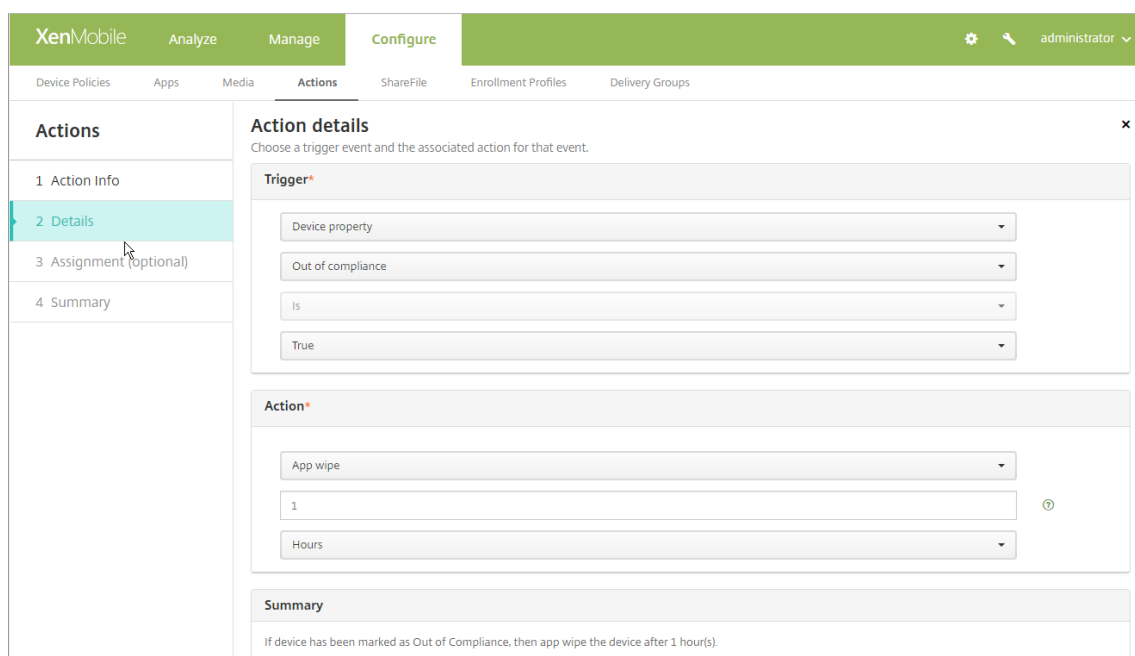 XenMobile Analyze Manage Configure administrator
Device Policies Apps Media Actions ShareFile Enrollment Profiles Delivery Groups
Actions
1 Action Info
2 Details
3 Assignment (optional)
4 Summary
Action details
Choose a trigger event and the associated action for that event.
Trigger*
Device property
Out of compliance
Is
True
Action*
App wipe
1
Hours
Summary
If device has been marked as Out of Compliance, then app wipe the device after 1 hour(s).